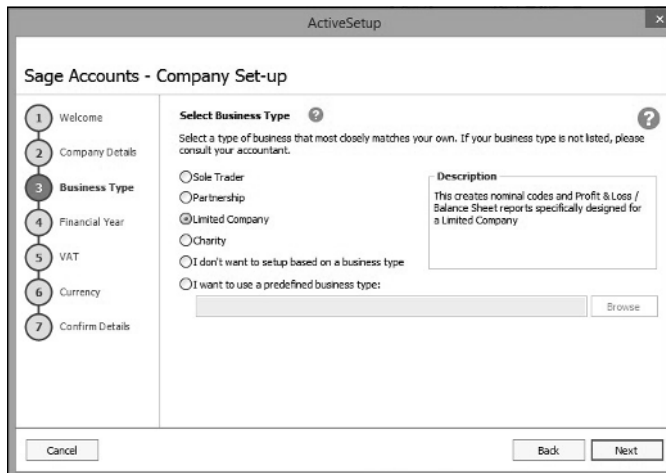 ActiveSetup
Sage Accounts - Company Set-up
1 Welcome
2 Company Details
3 Business Type
4 Financial Year
5 VAT
6 Currency
7 Confirm Details
Select Business Type ?
?
Select a type of business that most closely matches your own. If your business type is not listed, please
consult your accountant.
Sole Trader
Partnership
Limited Company
Charity
I don't want to setup based on a business type
I want to use a predefined business type:
Browse
Description
This creates nominal codes and Profit & Loss /
Balance Sheet reports specifically designed for
a Limited Company
Cancel
Back
Next